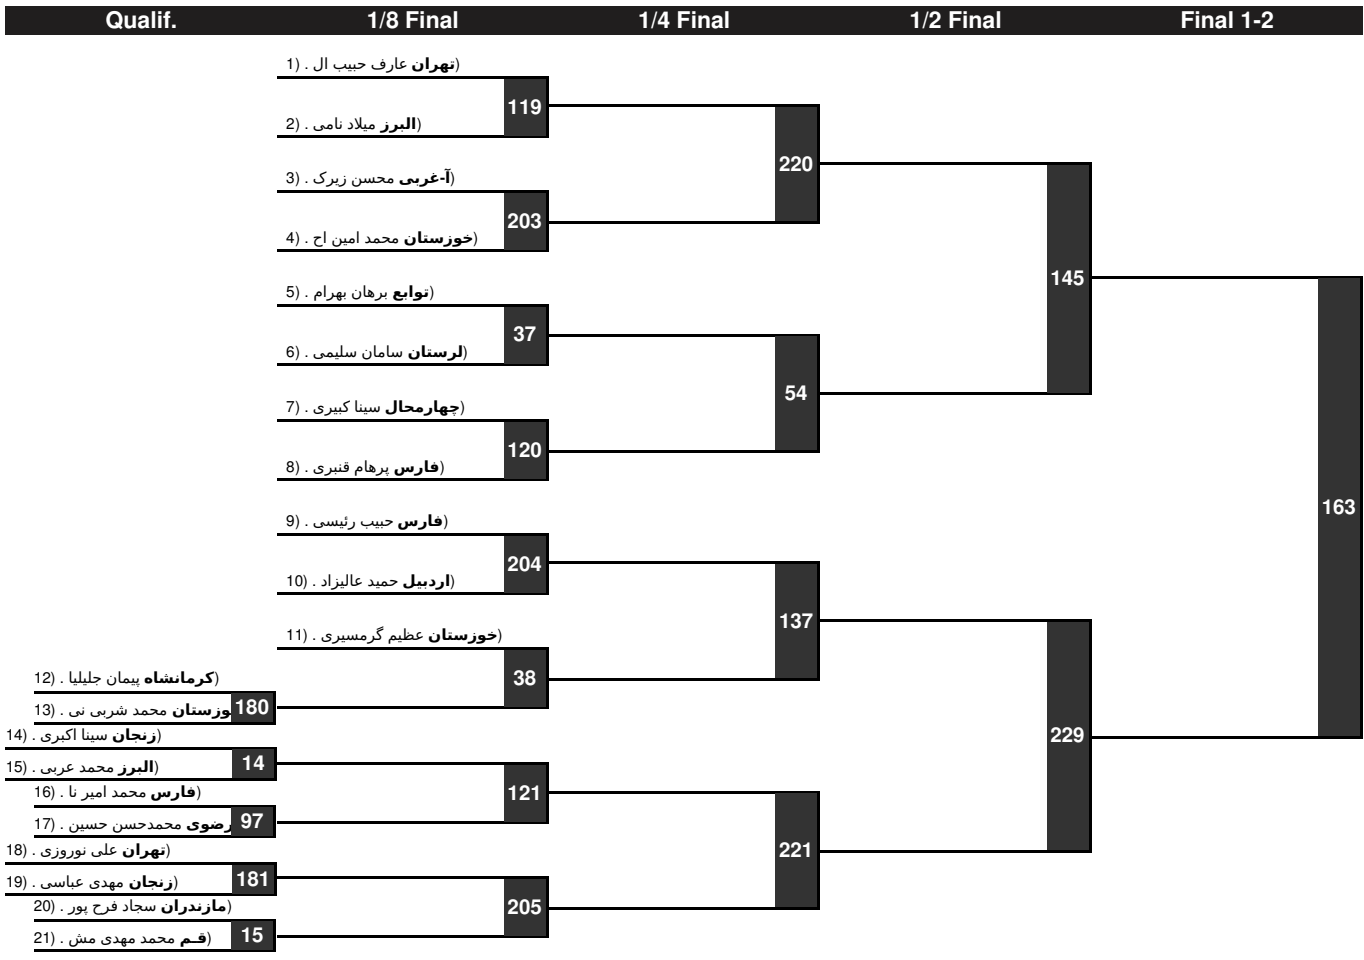 Qualif. 1/8 Final 1/4 Final 1/2 Final Final 1-2
1) . عارف حبیب ال تهران)
119
2) . میلاد نامی البرز)
220
3) . محسن زیرک آ-غربی)
203
4) . محمد امین اح خوزستان)
145
5) . برهان بهرام توابع)
37
6) . سامان سلیمی لرستان)
54
7) . سینا کبیری چهارمحال)
120
8) . پرهام قنبری فارس)
163
9) . حبیب رئیسی فارس)
204
10) . حمید عالیزاد اردبیل)
137
11) . عظیم گرمسیری خوزستان)
38
12) . پیمان جلیلیا کرمانشاه)
180
13) . محمد شربی نی وزستان
229
14) . سینا اکبری زنجان)
14
15) . محمد عربی البرز)
121
16) . محمد امیر نا فارس)
97
17) . محمدحسن حسین رضوی
221
18) . علی نوروزی تهران)
181
19) . مهدی عباسی زنجان)
205
20) . سجاد فرح پور مازندران)
15
21) . محمد مهدی مش قـم)